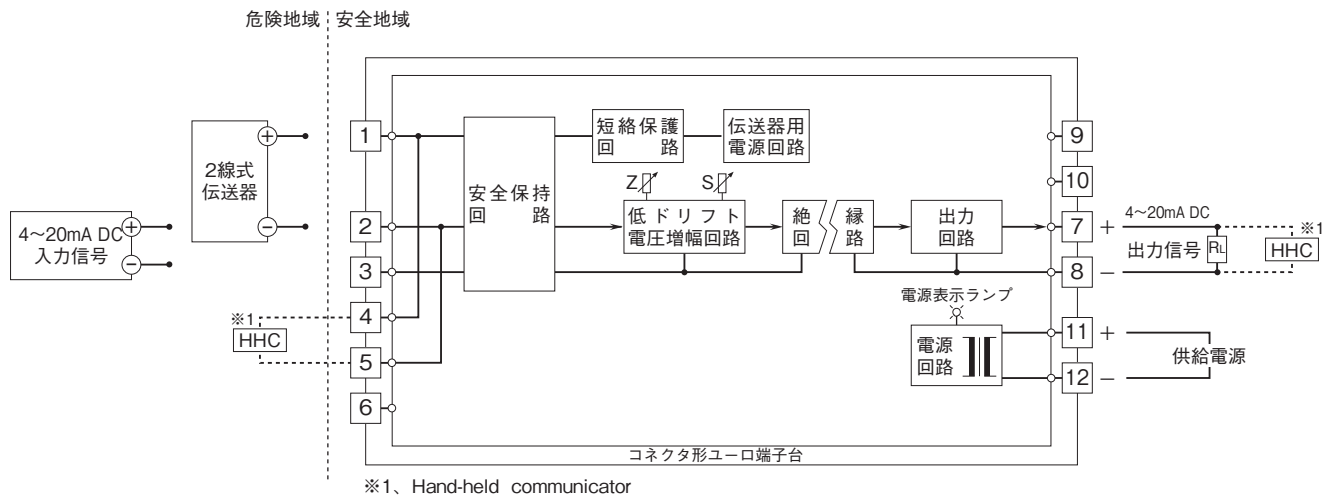 危険地域 安全地域
1
2
3
4
5
6
2線式
伝送器
+
−
4~20mA DC
入力信号
+
−
※1
HHC
安全保持
回路
短絡保護
回路
伝送器用
電源回路
Z
S
低ドリフト
電圧増幅回路
絶縁
回路
出力
回路
電源表示ランプ
電源
回路
9
10
7
8
11
12
+
4~20mA DC
出力信号
RL
−
※1
HHC
+
供給電源
−
コネクタ形ユーロ端子台
※1、Hand-held communicator